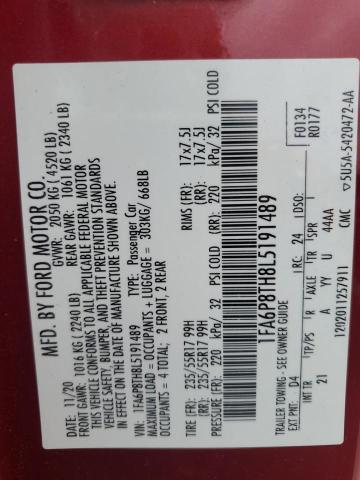 MFD. BY FORD MOTOR CO.
11/20 GVWR: 2050 KG (4520 LB)
FRONT GAWR: 1016 KG (2240 LB) REAR GAWR: 1061 KG (2340 LB)
THIS VEHICLE CONFORMS TO ALL APPLICABLE FEDERAL MOTOR
VEHICLE SAFETY, BUMPER, AND THEFT PREVENTION STANDARDS
IN EFFECT ON THE DATE OF MANUFACTURE SHOWN ABOVE.
VIN: 1FA6P8TH8L5191489 TYPE: Passenger Car
MAXIMUM LOAD = OCCUPANTS + LUGGAGE = 303KG/ 668LB
OCCUPANTS = 4 TOTAL: 2 FRONT, 2 REAR
TIRE (FR): 235/55R17 99H RIMS (FR): 17x7.5J
(RR): 235/55R17 99H (RR): 17x7.5J
PRESSURE (FR): 220 kPa/ 32 PSI COLD
(RR): 220 kPa/ 32 PSI COLD
1FA6P8TH8L5191489
TRAILER TOWING - SEE OWNER GUIDE
F0134
R0177
EXT PNT: D4 RC: 24 DSO:
INT TR TP/PS R AXLE TR SPR
21 A YY U 44AA
1202011257911 CMC ▽5U5A-5420472-AA